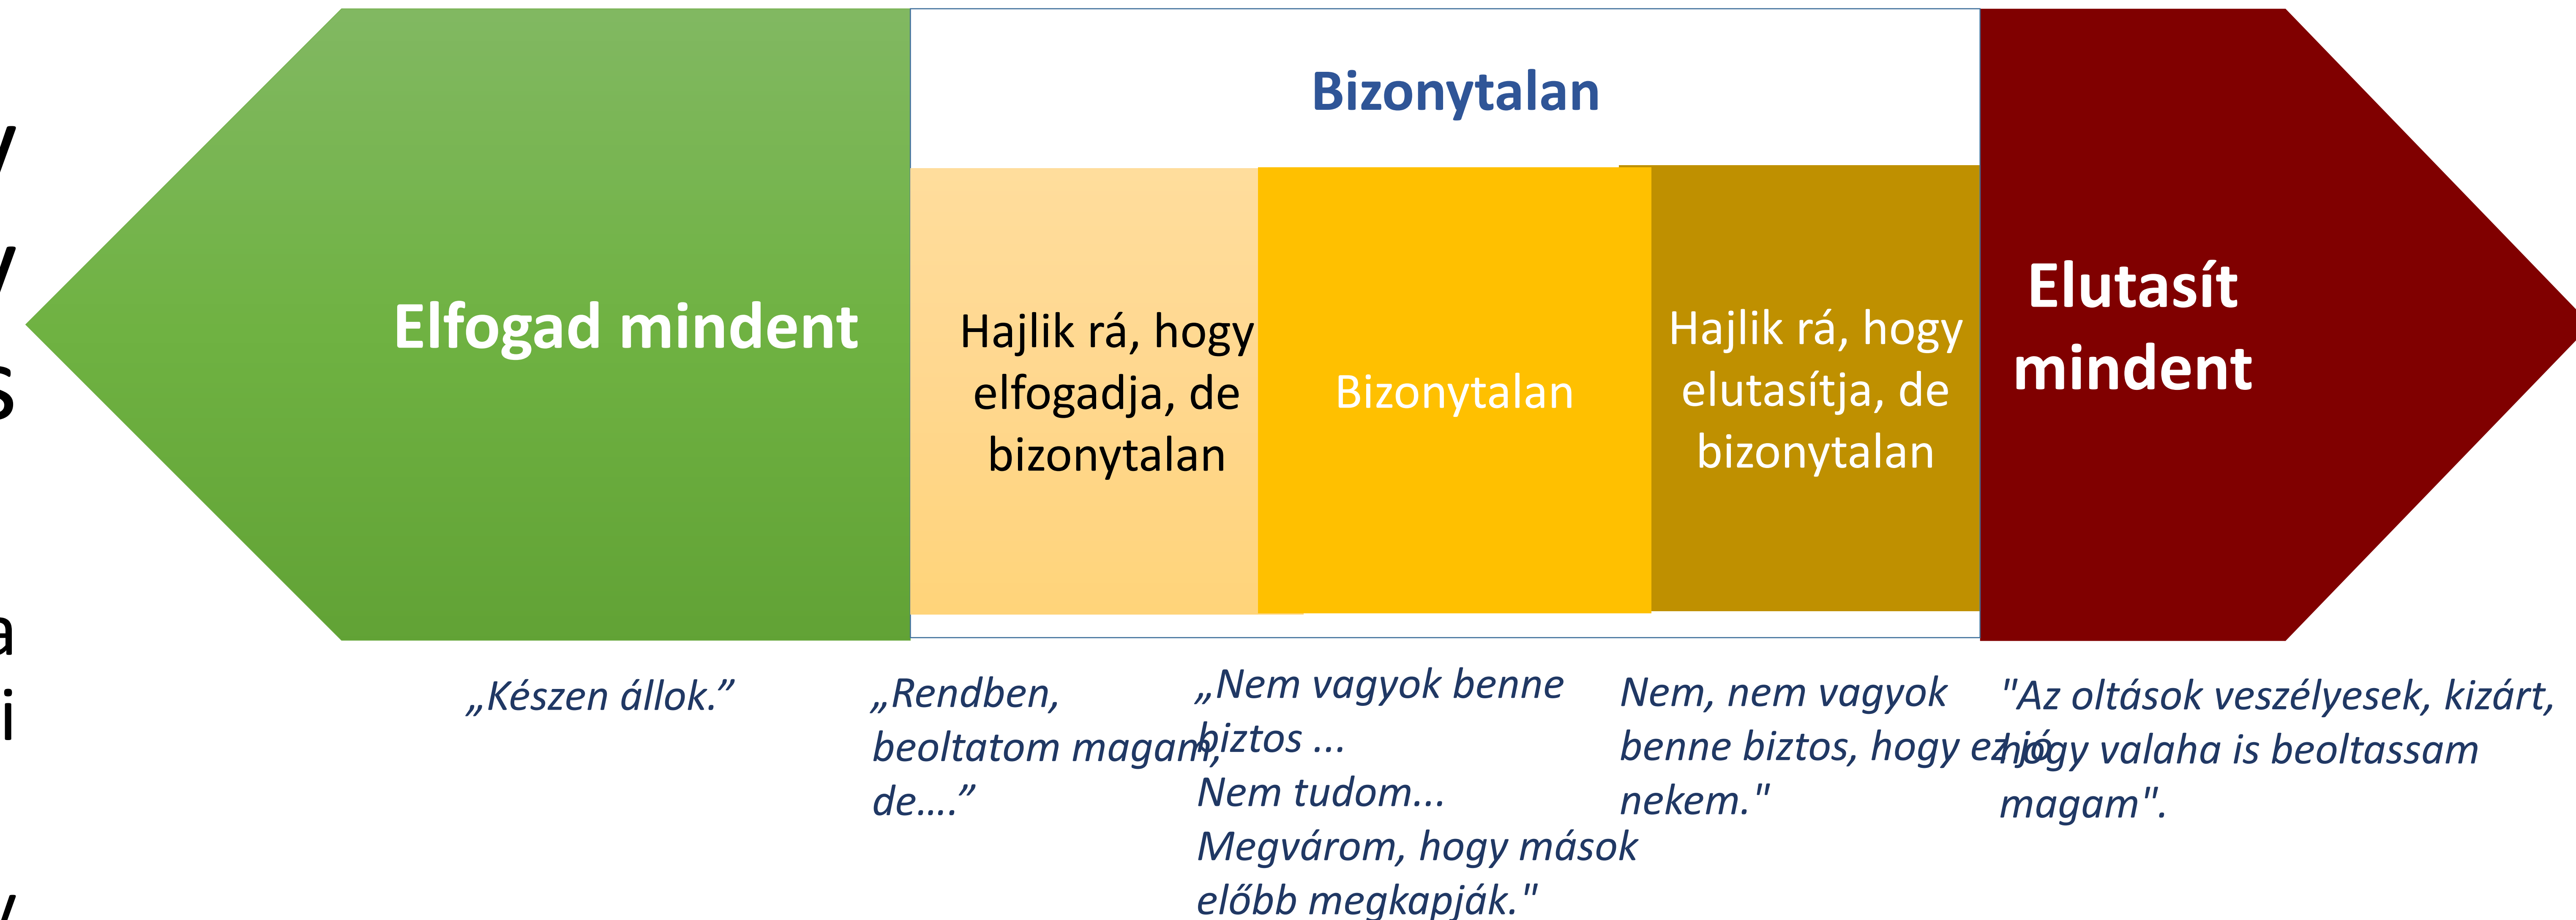 Bizonytalan
Elfogad mindent
Hajlik rá, hogy
elfogadja, de
bizonytalan
Bizonytalan
Hajlik rá, hogy
elutasítja, de
bizonytalan
Elutasít
mindent
„Készen állok.”
„Rendben,
beoltatom magam,
de….”
„Nem vagyok benne
biztos ...
Nem tudom...
Megvárom, hogy mások
előbb megkapják."
Nem, nem vagyok
benne biztos, hogy ez jó
nekem."
"Az oltások veszélyesek, kizárt,
hogy valaha is beoltassam
magam".